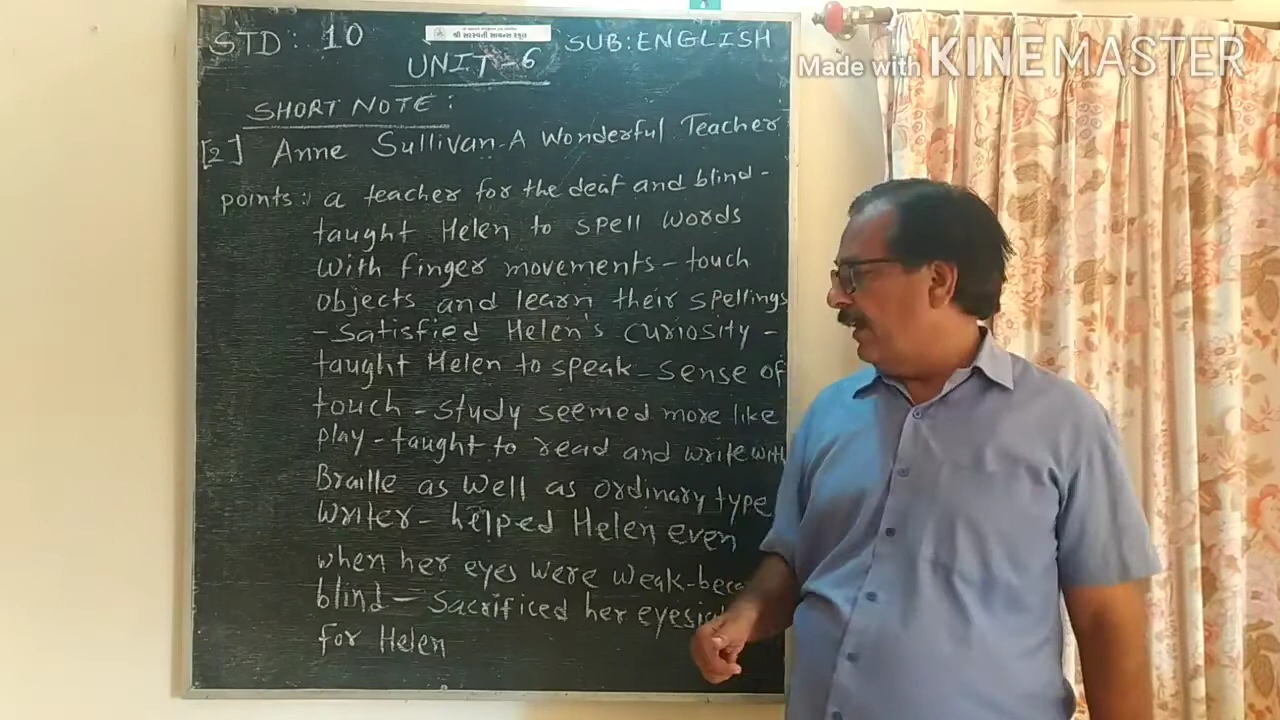 STD: 10
શ્રી સરસ્વતી સાયન્સ સ્કૂલ
SUB: ENGLISH
Made with KINEMASTER
UNIT-6
SHORT NOTE:
[2] Anne Sullivan-A Wonderful Teacher
points: a teacher for the deaf and blind-
taught Helen to spell words
with finger movements-touch
objects and learn their spellings
-Satisfied Helen's curiosity-
taught Helen to speak-sense of
touch-study seemed more like
play-taught to read and write with
Braille as well as ordinary type
writer-helped Helen even
when her eyes were weak-
blind-sacrificed her
for Helen